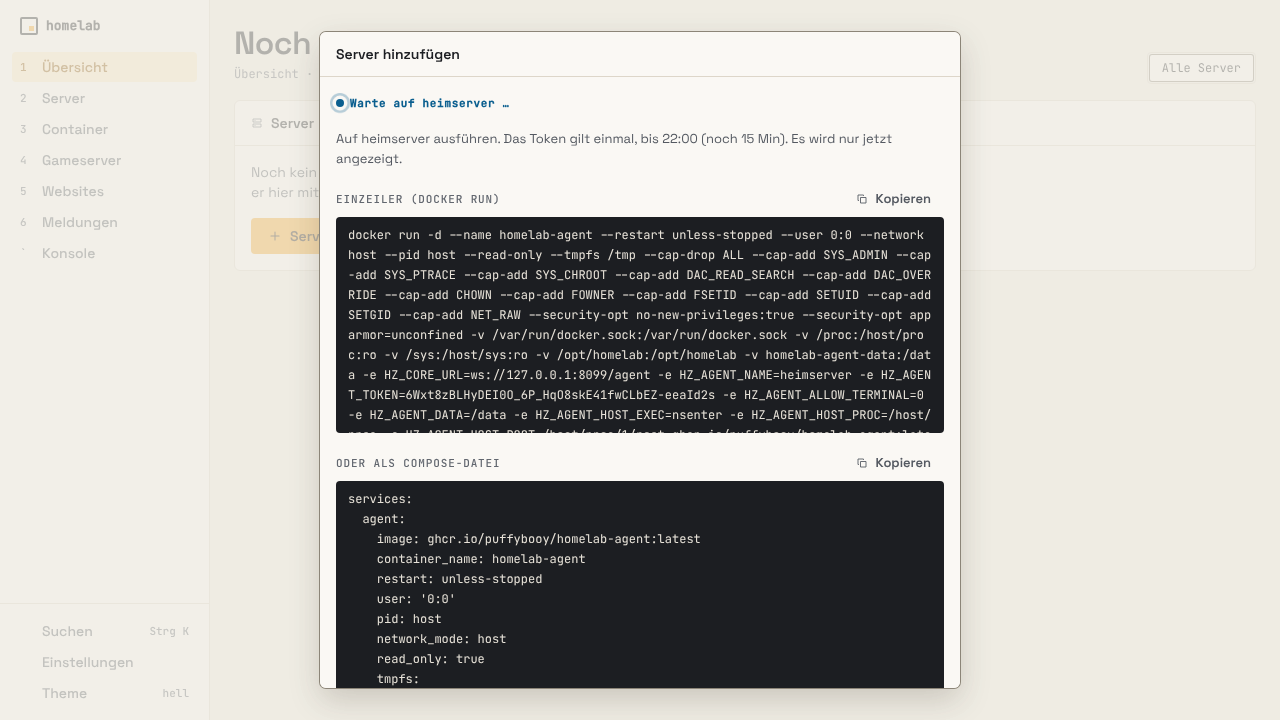 homelab
1 Übersicht
2 Server
3 Container
4 Gameserver
5 Websites
6 Meldungen
` Konsole
Suchen Strg K
Einstellungen
Theme hell
Noch
Übersicht ·
Alle Server
Server
Noch kein
er hier mit
+ Serv
Server hinzufügen
Warte auf heimserver …
Auf heimserver ausführen. Das Token gilt einmal, bis 22:00 (noch 15 Min). Es wird nur jetzt
angezeigt.
EINZEILER (DOCKER RUN) Kopieren
docker run -d --name homelab-agent --restart unless-stopped --user 0:0 --network
host --pid host --read-only --tmpfs /tmp --cap-drop ALL --cap-add SYS_ADMIN --cap
-add SYS_PTRACE --cap-add SYS_CHROOT --cap-add DAC_READ_SEARCH --cap-add DAC_OVER
RIDE --cap-add CHOWN --cap-add FOWNER --cap-add FSETID --cap-add SETUID --cap-add
SETGID --cap-add NET_RAW --security-opt no-new-privileges:true --security-opt app
armor=unconfined -v /var/run/docker.sock:/var/run/docker.sock -v /proc:/host/pro
c:ro -v /sys:/host/sys:ro -v /opt/homelab:/opt/homelab -v homelab-agent-data:/dat
a -e HZ_CORE_URL=ws://127.0.0.1:8099/agent -e HZ_AGENT_NAME=heimserver -e HZ_AGEN
T_TOKEN=6Wxt8zBLHyDEI0O_6P_HqO8skE41fwCLbEZ-eeaId2s -e HZ_AGENT_ALLOW_TERMINAL=0
-e HZ_AGENT_DATA=/data -e HZ_AGENT_HOST_EXEC=nsenter -e HZ_AGENT_HOST_PROC=/host/
ODER ALS COMPOSE-DATEI Kopieren
services:
agent:
image: ghcr.io/puffybooy/homelab-agent:latest
container_name: homelab-agent
restart: unless-stopped
user: '0:0'
pid: host
network_mode: host
read_only: true
tmpfs: